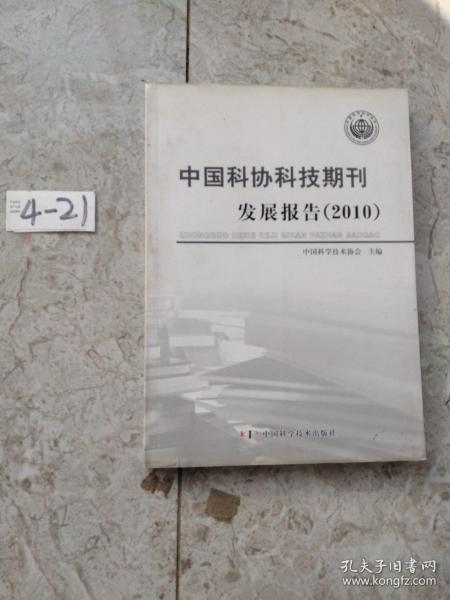 中国科协科技期刊
发展报告(2010)
ZHONGGUO KEXIE KEJI QIKAN FAZHAN BAOGAO
中国科学技术协会 主编
中国科学技术出版社
4-21
孔夫子旧书网
www.kongfz.com